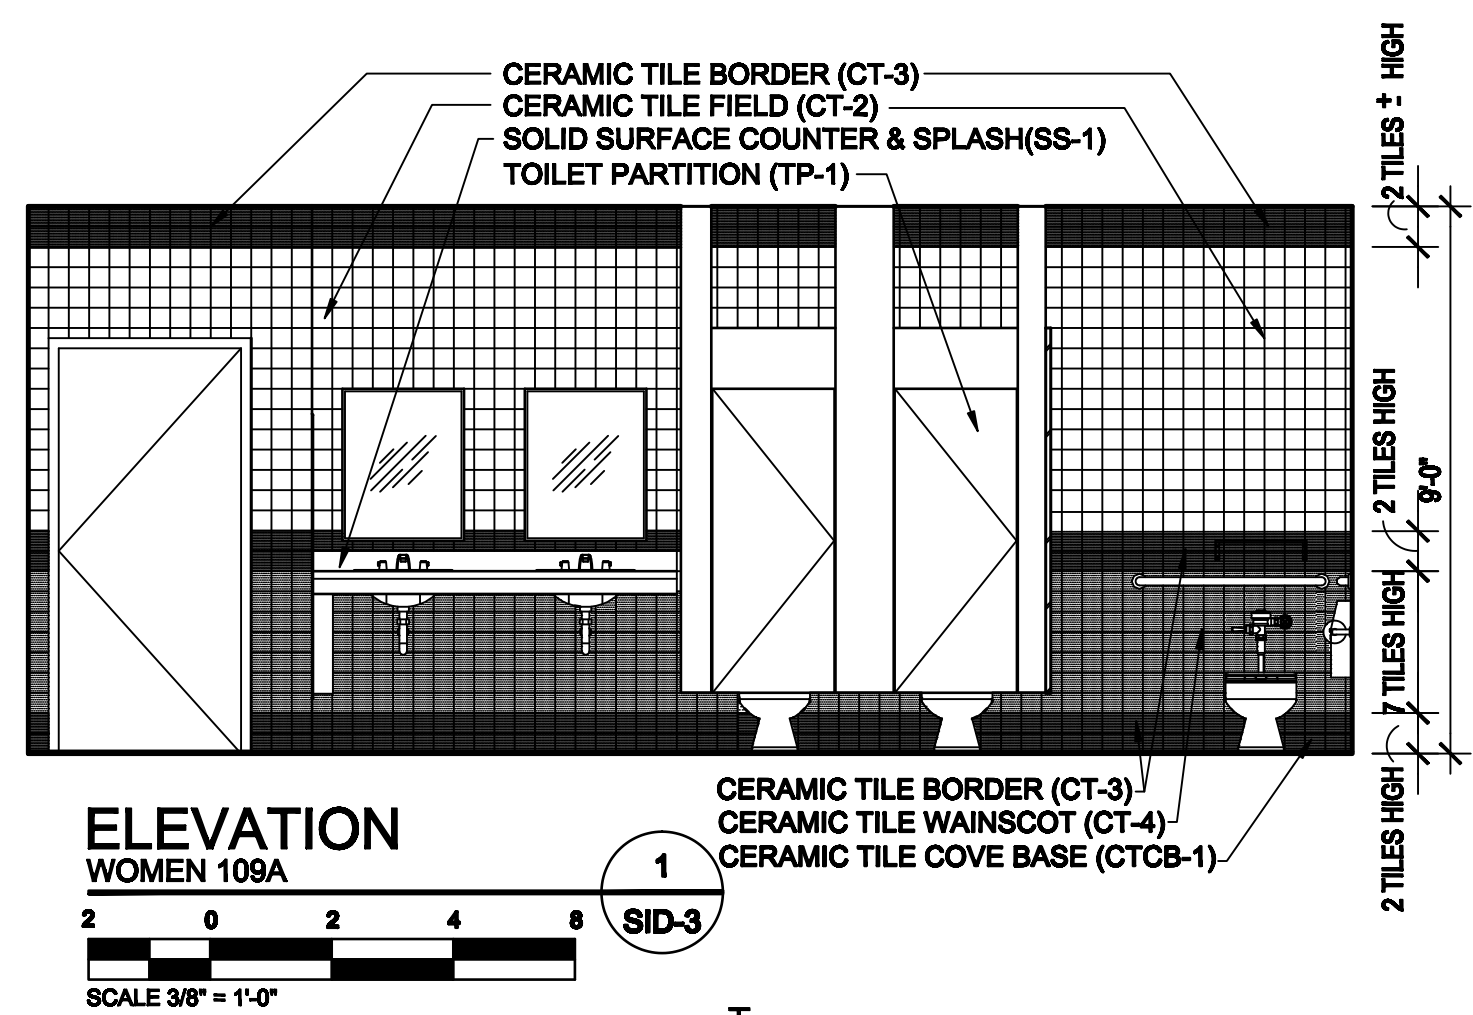 CERAMIC TILE BORDER (CT-3)
CERAMIC TILE FIELD (CT-2)
SOLID SURFACE COUNTER & SPLASH(SS-1)
TOILET PARTITION (TP-1)
2 TILES ± HIGH
2 TILES HIGH
9'-0"
7 TILES HIGH
2 TILES HIGH
CERAMIC TILE BORDER (CT-3)
CERAMIC TILE WAINSCOT (CT-4)
CERAMIC TILE COVE BASE (CTCB-1)
ELEVATION
WOMEN 109A
1
SID-3
2 0 2 4 8
SCALE 3/8" = 1'-0"